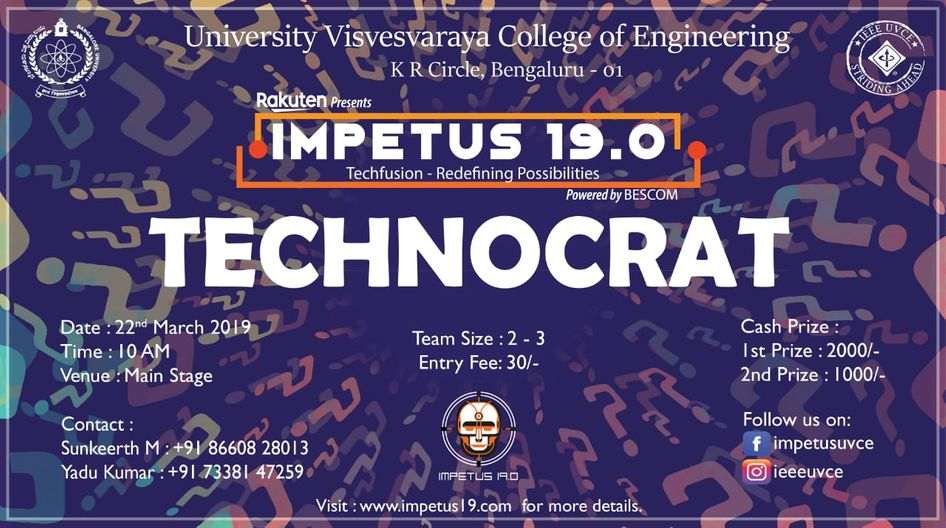 University Visvesvaraya College of Engineering
K R Circle, Bengaluru - 01
IEEE UVCE
STRIDING AHEAD
Rakuten Presents
IMPETUS 19.0
Techfusion - Redefining Possibilities
Powered by BESCOM
TECHNOCRAT
Date : 22nd March 2019
Time : 10 AM
Venue : Main Stage
Team Size : 2 - 3
Entry Fee: 30/-
Cash Prize :
1st Prize : 2000/-
2nd Prize : 1000/-
Contact :
Sunkeerth M : +91 86608 28013
Yadu Kumar : +91 73381 47259
IMPETUS 19.0
Follow us on:
impetusuvce
ieeeuvce
Visit : www.impetus19.com for more details.